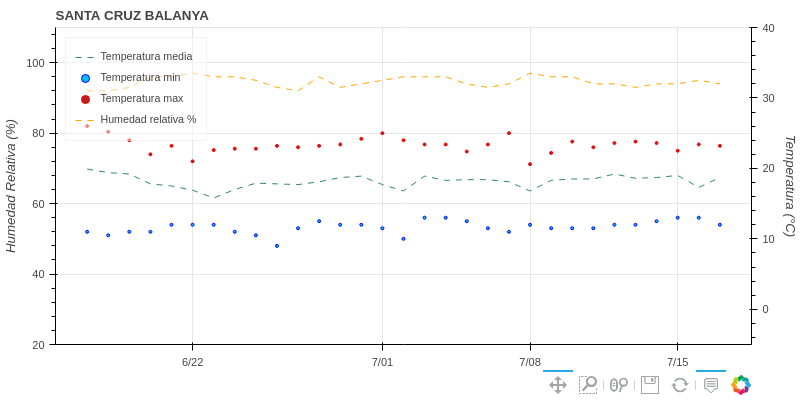 SANTA CRUZ BALANYA
Temperatura media
Temperatura min
Temperatura max
Humedad relativa %
Humedad Relativa (%)
100
80
60
40
20
40
30
20
10
0
Temperatura (°C)
6/22
7/01
7/08
7/15